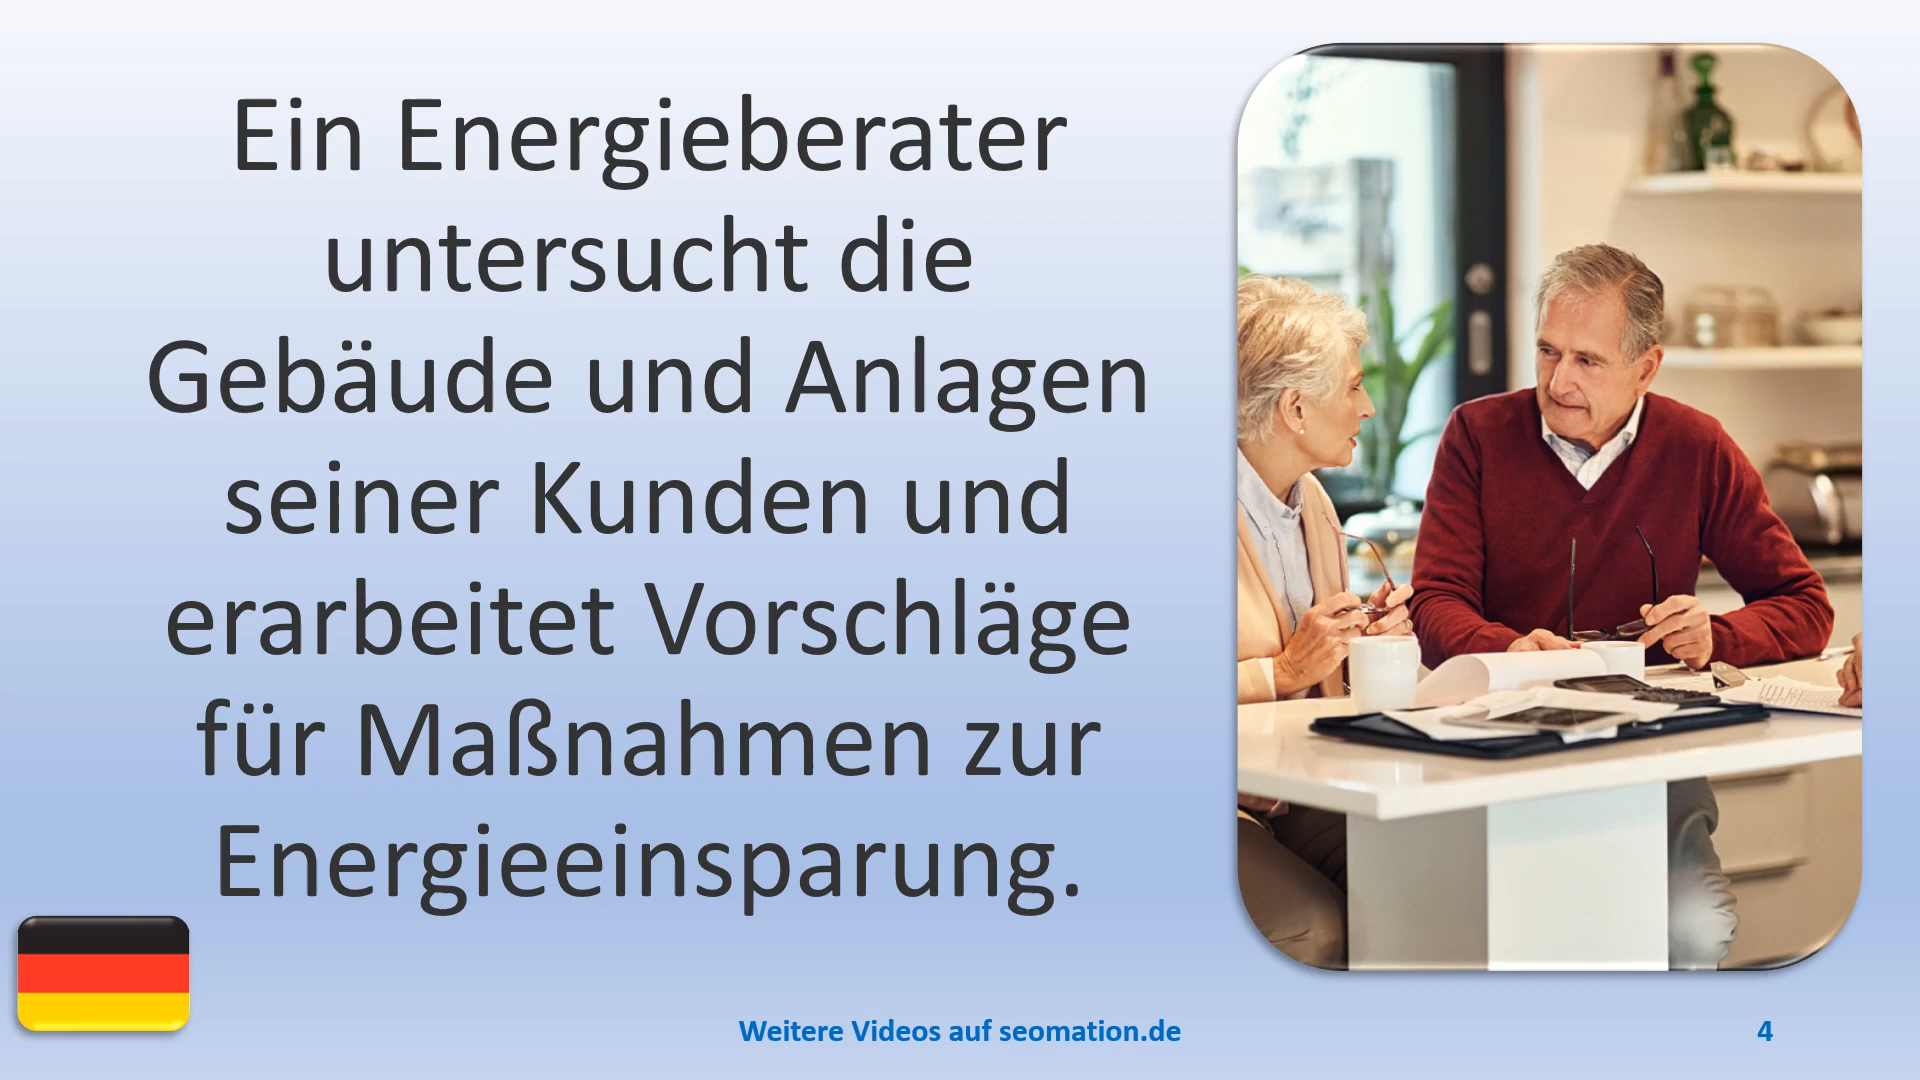 Ein Energieberater
untersucht die
Gebäude und Anlagen
seiner Kunden und
erarbeitet Vorschläge
für Maßnahmen zur
Energieeinsparung.
Weitere Videos auf seomation.de
4